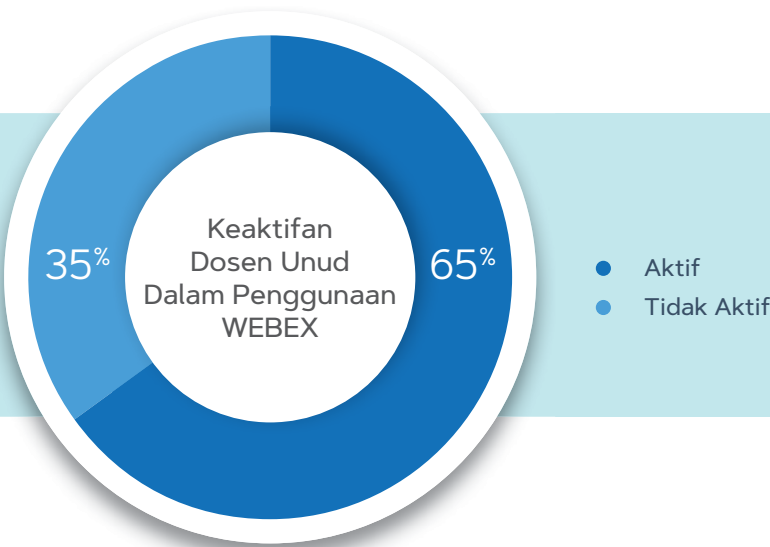 Keaktifan
Dosen Unud
Dalam Penggunaan
WEBEX
35%
65%
Aktif
Tidak Aktif